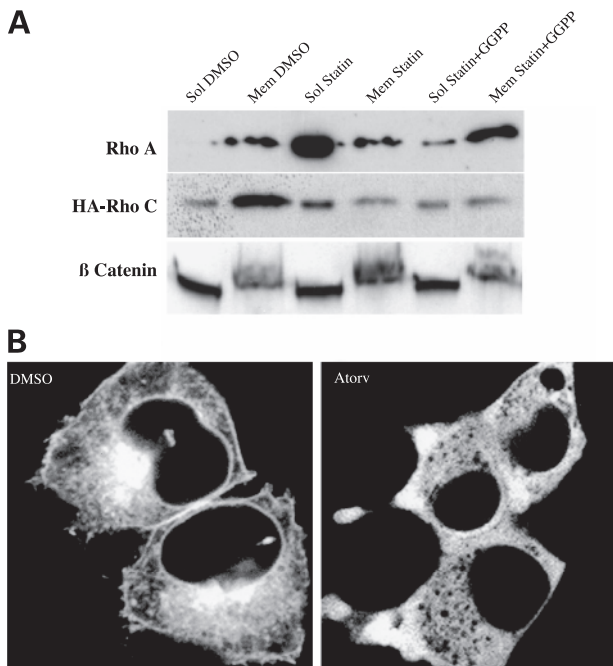 A
Sol DMSO
Mem DMSO
Sol Statin
Mem Statin
Sol Statin+GGPP
Mem Statin+GGPP
Rho A
HA-Rho C
ß Catenin
B
DMSO
Atorv